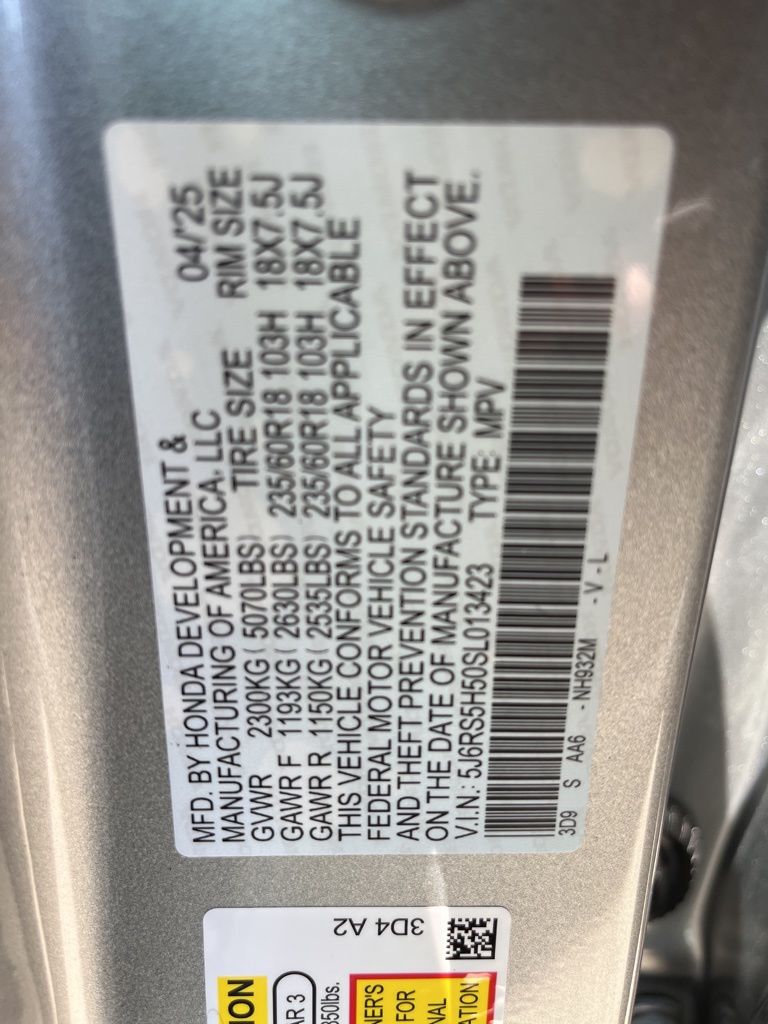 MFD. BY HONDA DEVELOPMENT &
MANUFACTURING OF AMERICA, LLC 04/'25
GVWR 2300KG ( 5070LBS) TIRE SIZE RIM SIZE
GAWR F 1193KG ( 2630LBS) 235/60R18 103H 18X7.5J
GAWR R 1150KG ( 2535LBS) 235/60R18 103H 18X7.5J
THIS VEHICLE CONFORMS TO ALL APPLICABLE
FEDERAL MOTOR VEHICLE SAFETY
AND THEFT PREVENTION STANDARDS IN EFFECT
ON THE DATE OF MANUFACTURE SHOWN ABOVE.
V.I.N.: 5J6RS5H50SL013423 TYPE: MPV
3D9 S AA6 - NH932M - V - L
3D4 A2